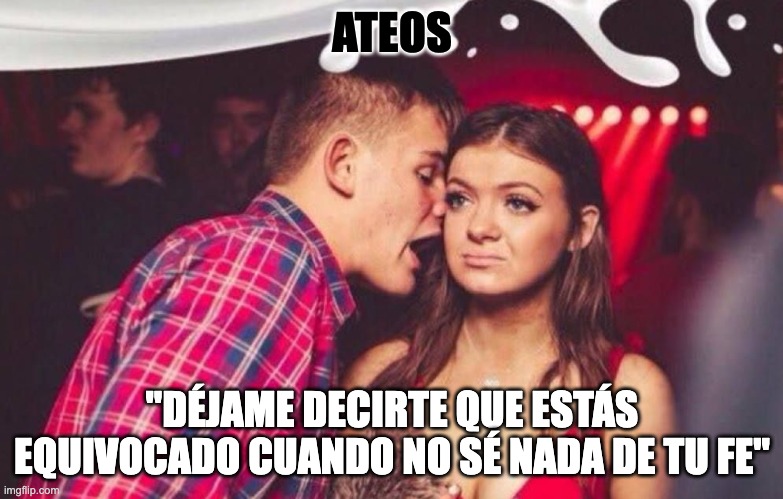 ATEOS
"DÉJAME DECIRTE QUE ESTÁS
EQUIVOCADO CUANDO NO SÉ NADA DE TU FE"
imgflip.com